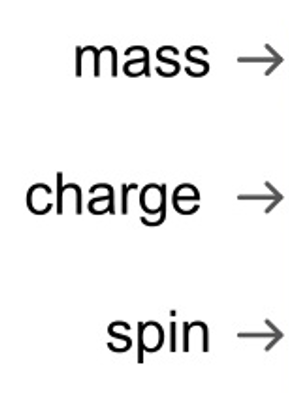 mass →
charge →
spin →